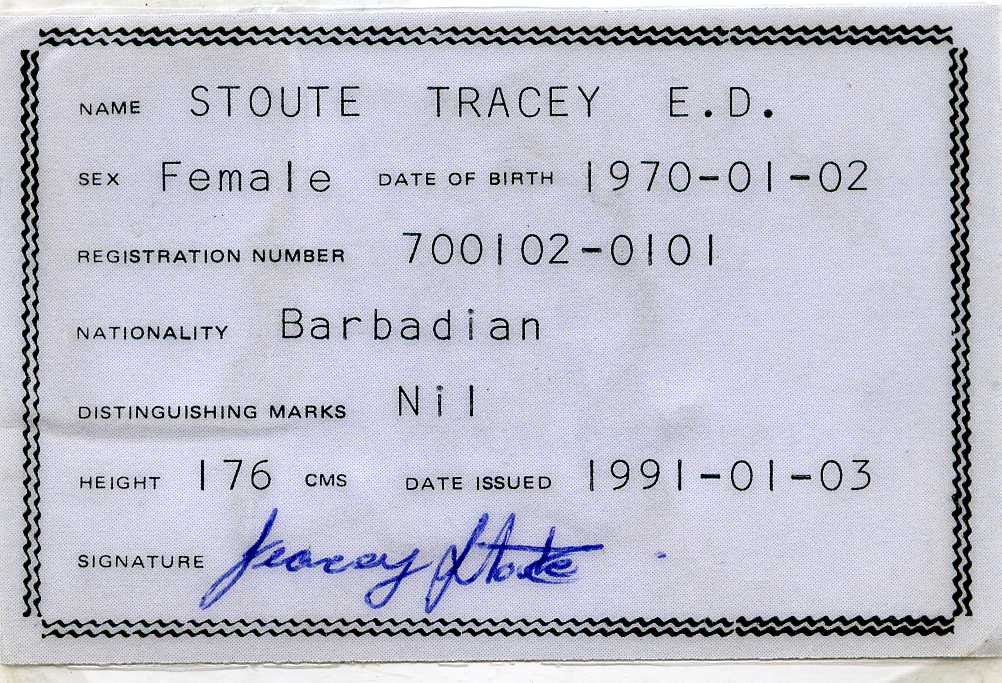 NAME STOUTE TRACEY E.D.
SEX Female DATE OF BIRTH 1970-01-02
REGISTRATION NUMBER 700102-0101
NATIONALITY Barbadian
DISTINGUISHING MARKS Nil
HEIGHT 176 CMS DATE ISSUED 1991-01-03
SIGNATURE Tracey Stoute